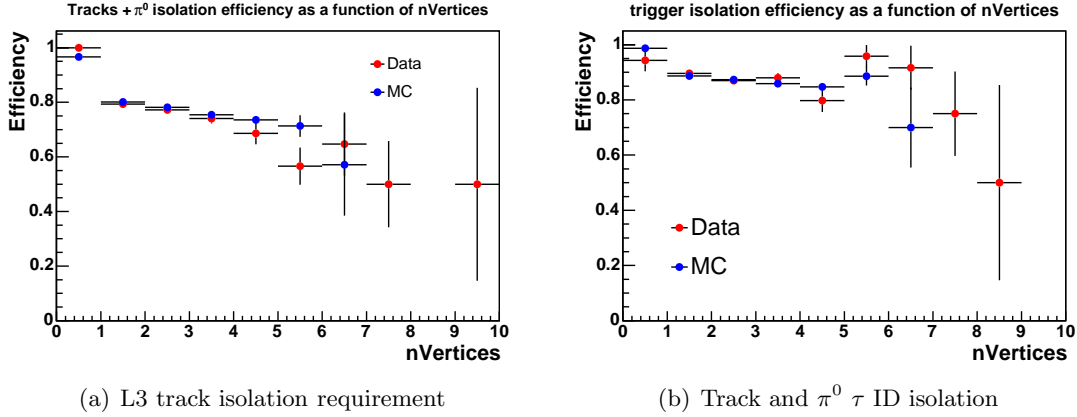 Tracks + π⁰ isolation efficiency as a function of nVertices
Efficiency
1
0.8
0.6
0.4
0.2
0
Data
MC
0 1 2 3 4 5 6 7 8 9 10
nVertices
(a) L3 track isolation requirement
trigger isolation efficiency as a function of nVertices
Efficiency
1
0.8
0.6
0.4
0.2
0
Data
MC
0 1 2 3 4 5 6 7 8 9 10
nVertices
(b) Track and π⁰ τ ID isolation